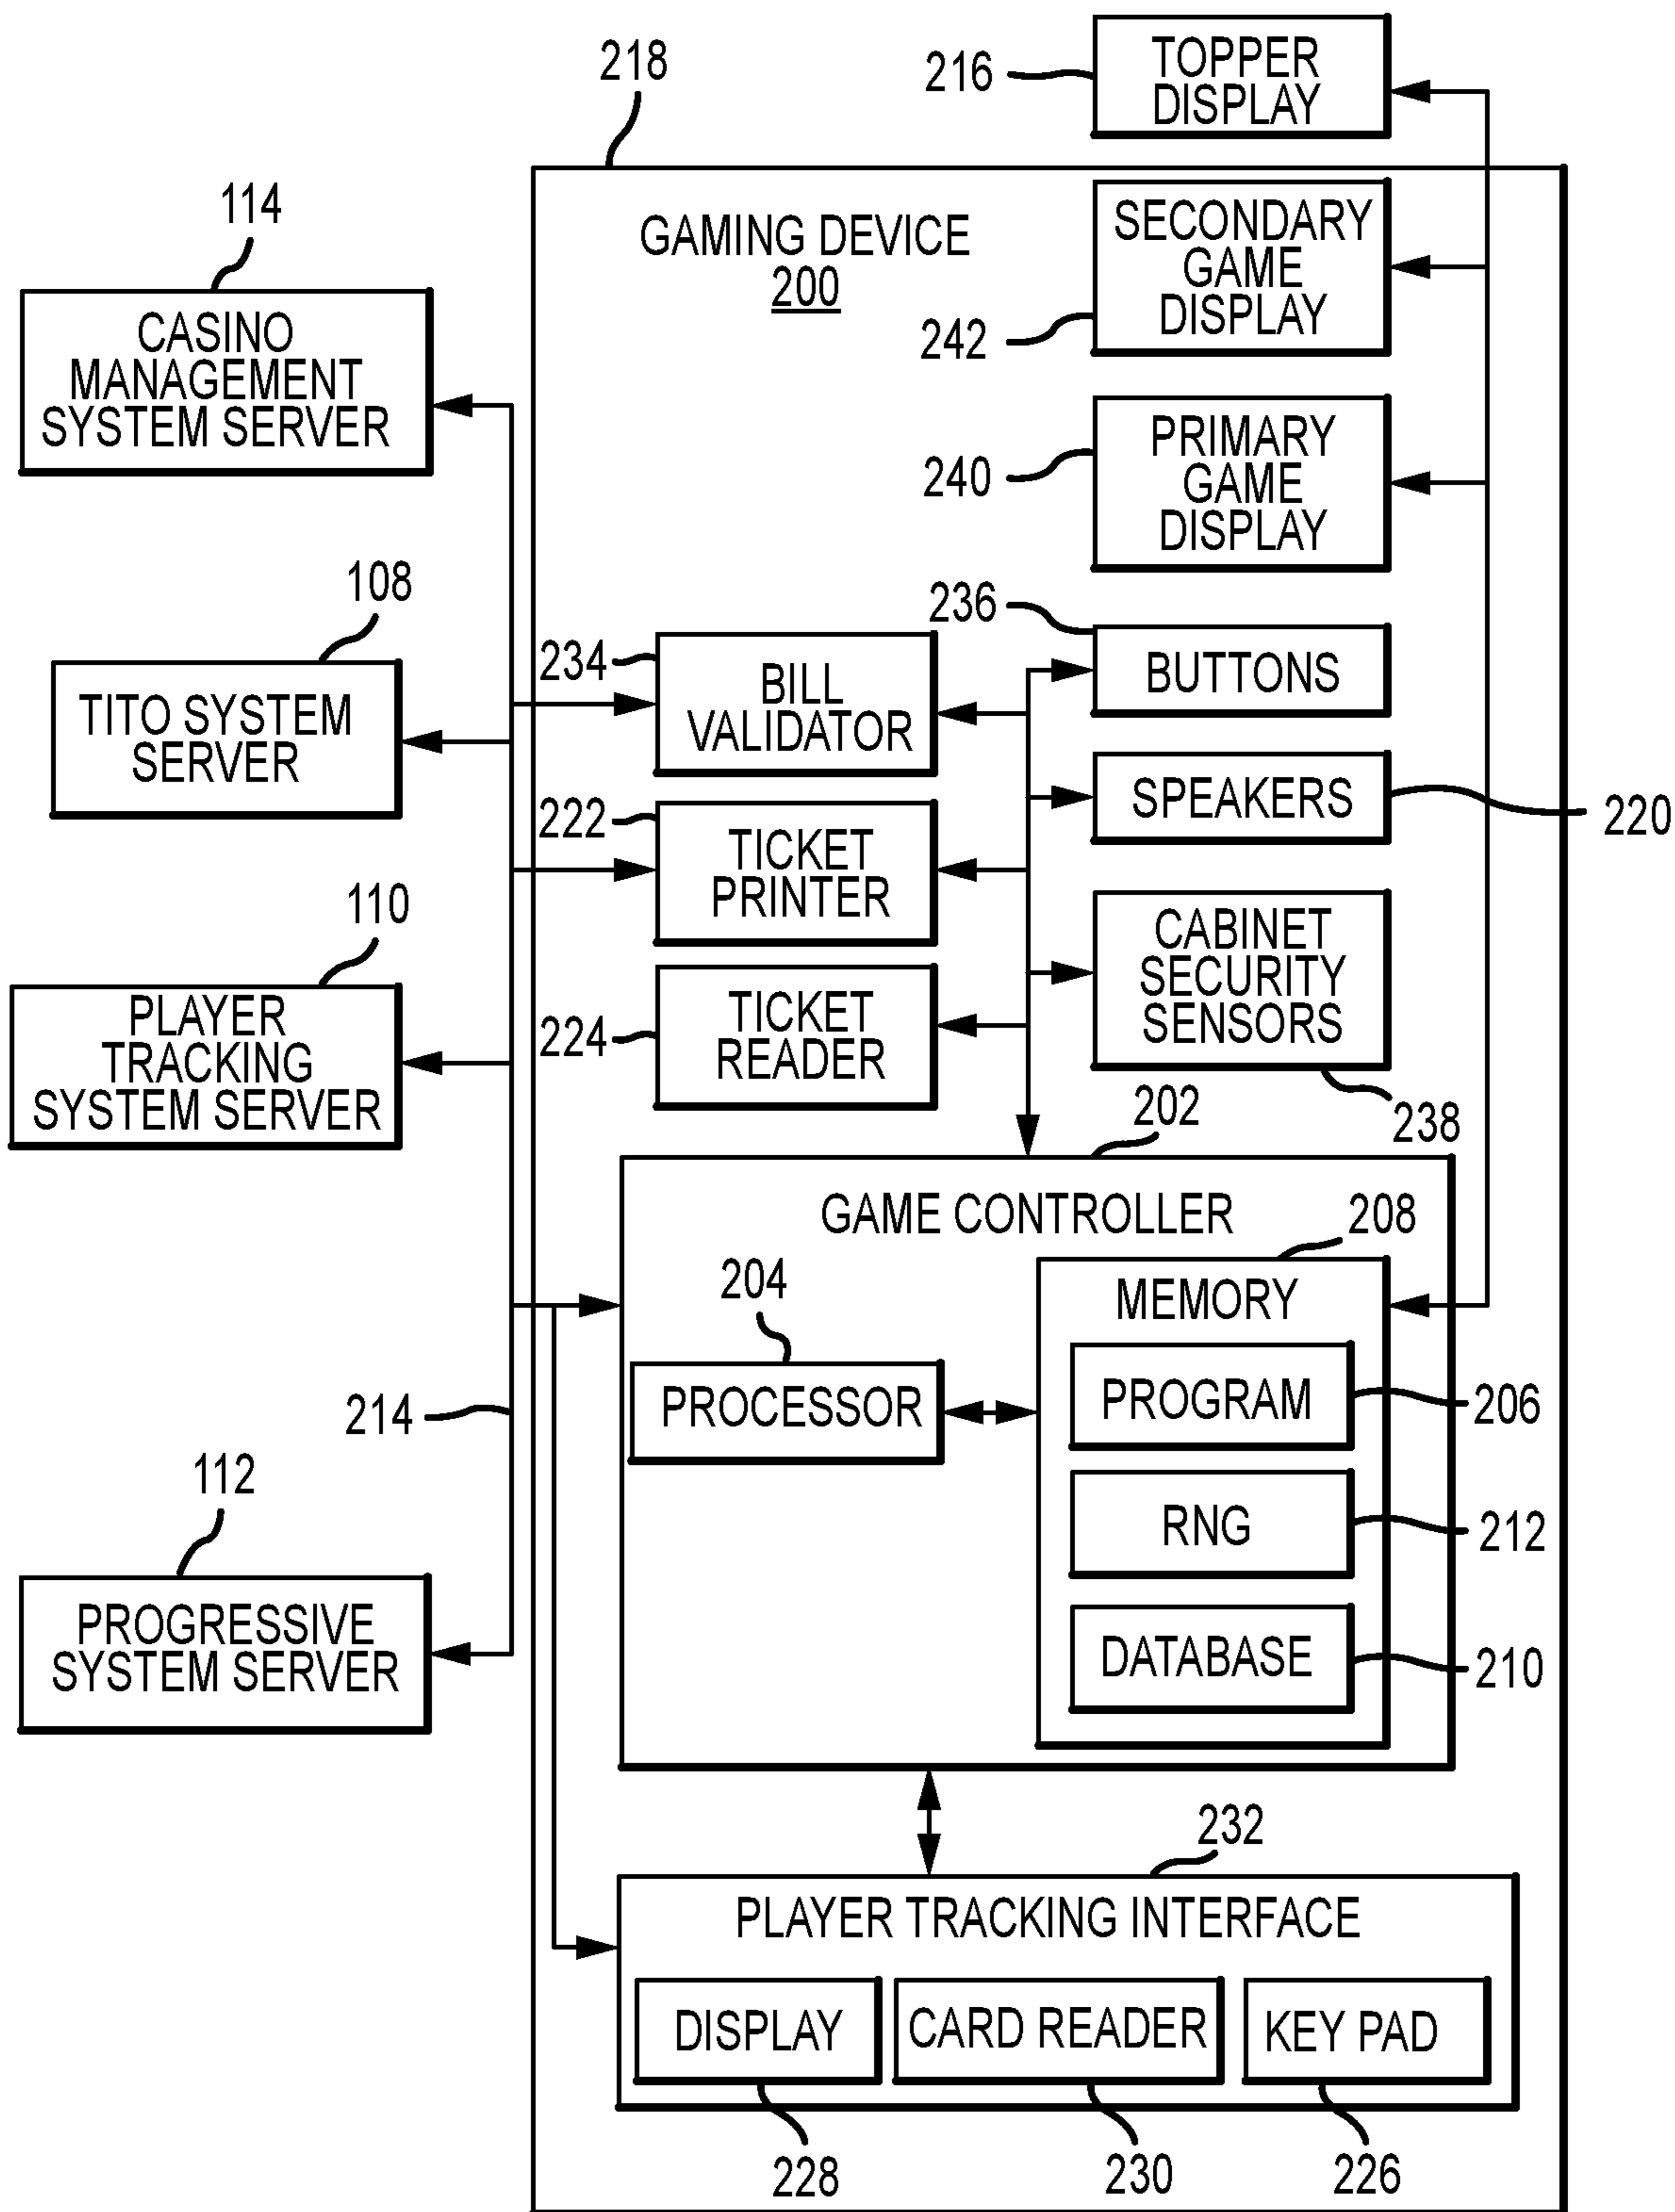 218
216
TOPPER
DISPLAY
114
CASINO
MANAGEMENT
SYSTEM SERVER
GAMING DEVICE
200
SECONDARY
GAME
DISPLAY
242
PRIMARY
GAME
DISPLAY
240
108
TITO SYSTEM
SERVER
234
BILL
VALIDATOR
236
BUTTONS
222
TICKET
PRINTER
SPEAKERS
220
110
PLAYER
TRACKING
SYSTEM SERVER
224
TICKET
READER
CABINET
SECURITY
SENSORS
238
202
GAME CONTROLLER
208
MEMORY
204
PROCESSOR
PROGRAM
206
214
RNG
212
112
PROGRESSIVE
SYSTEM SERVER
DATABASE
210
232
PLAYER TRACKING INTERFACE
DISPLAY
CARD READER
KEY PAD
228
230
226